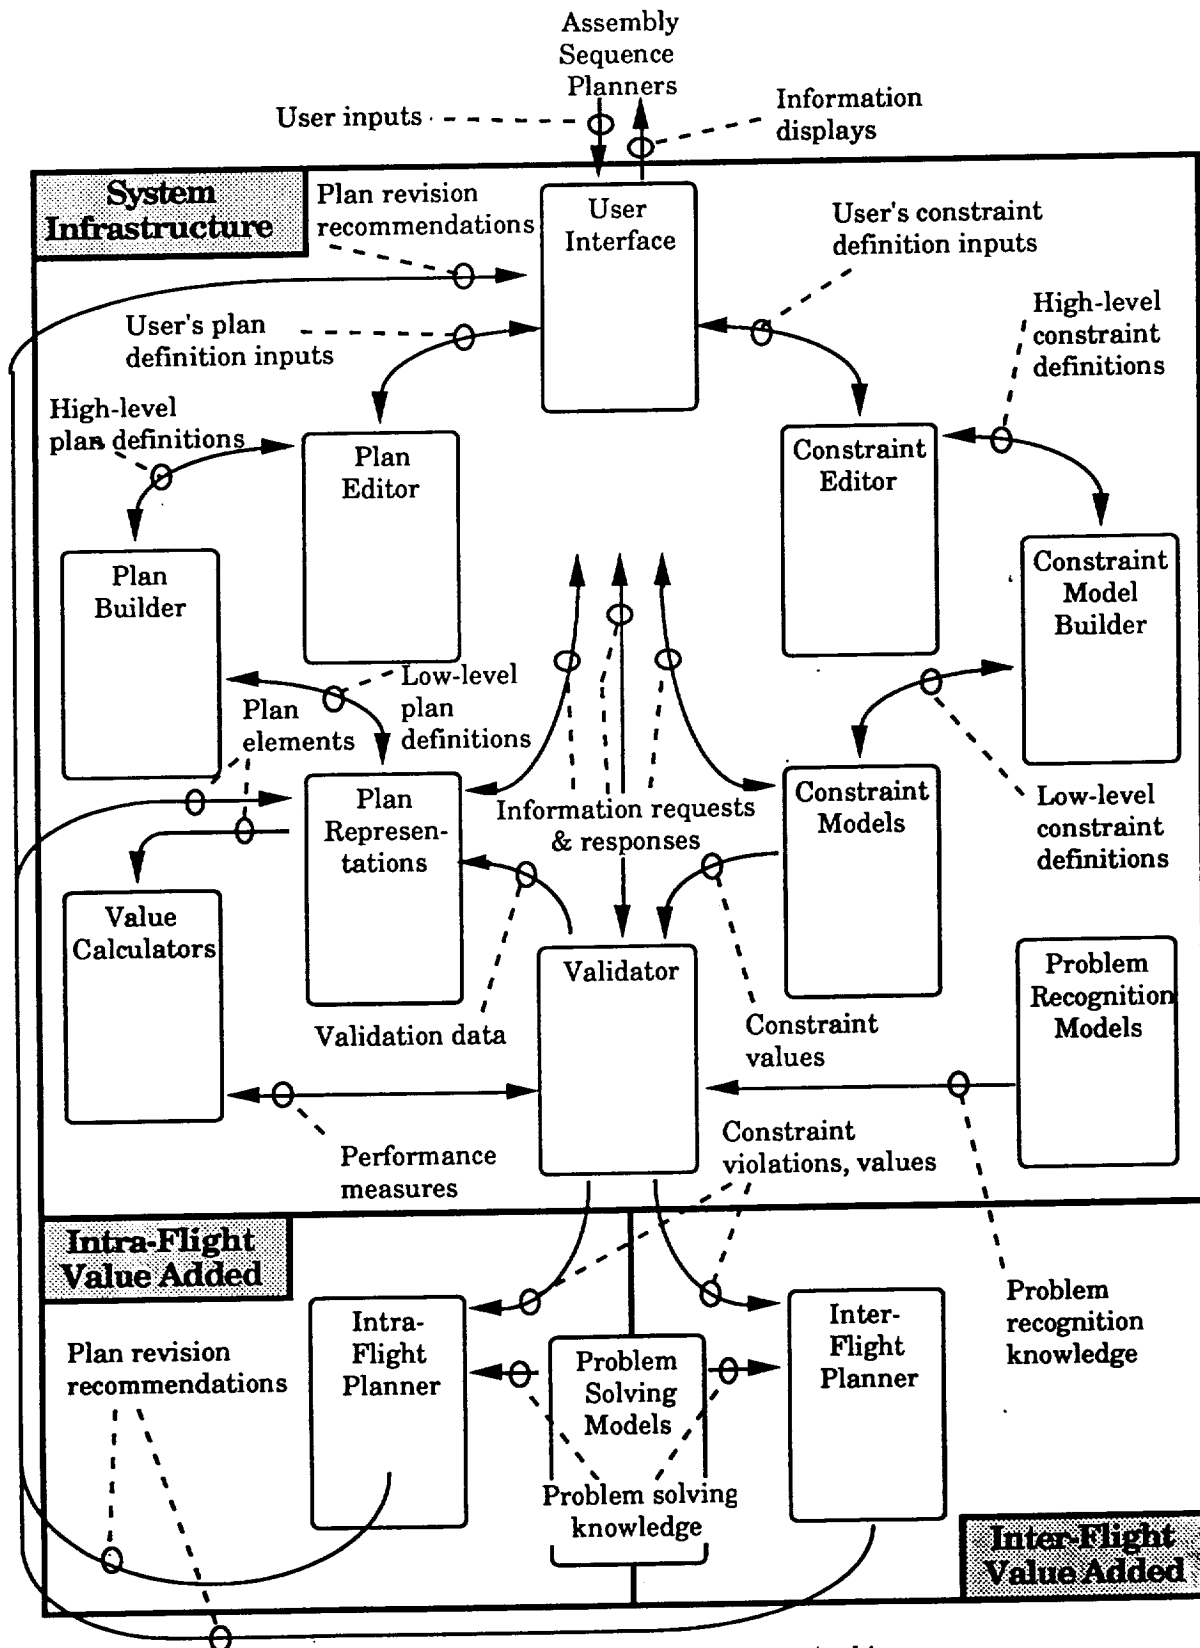 Assembly
Sequence
Planners
User inputs
Information
displays
System
Infrastructure
Plan revision
recommendations
User
Interface
User's constraint
definition inputs
User's plan
definition inputs
High-level
constraint
definitions
High-level
plan definitions
Plan
Editor
Constraint
Editor
Plan
Builder
Constraint
Model
Builder
Low-level
plan
definitions
Plan
elements
Plan
Represen-
tations
Information requests
& responses
Constraint
Models
Low-level
constraint
definitions
Value
Calculators
Validator
Problem
Recognition
Models
Validation data
Constraint
values
Performance
measures
Constraint
violations, values
Intra-Flight
Value Added
Intra-
Flight
Planner
Problem
Solving
Models
Inter-
Flight
Planner
Problem
recognition
knowledge
Plan revision
recommendations
Problem solving
knowledge
Inter-Flight
Value Added